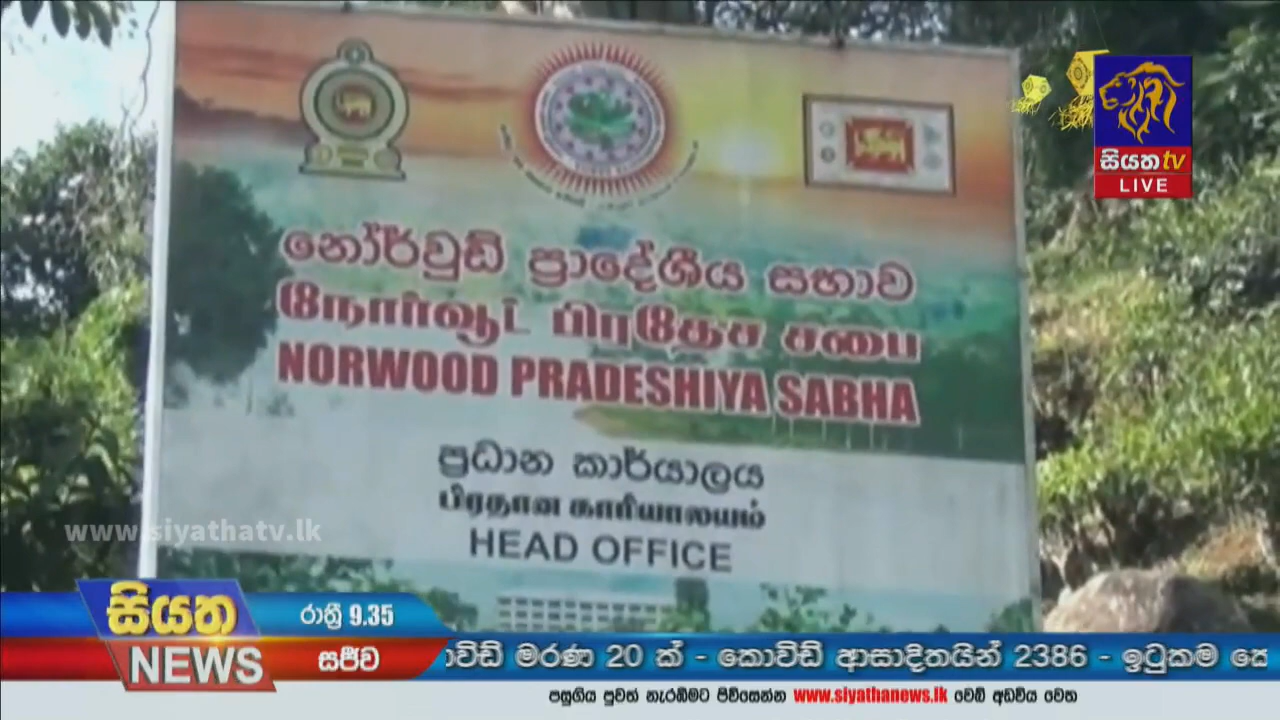 සියත tv
LIVE
නෝර්වුඩ් ප්‍රාදේශීය සභාව
நோர்வூட் பிரதேச சபை
NORWOOD PRADESHIYA SABHA
ප්‍රධාන කාර්යාලය
பிரதான காரியாலயம்
HEAD OFFICE
www.siyathatv.lk
සියත
NEWS
රාත්‍රී 9.35
සජීව
මරණ 20 ක් - කොවිඩ් ආසාදිතයින් 2386 - ඉටුකම
පසුගිය පුවත් නැරඹීමට පිවිසෙන්න www.siyathanews.lk වෙබ් අඩවිය වෙත